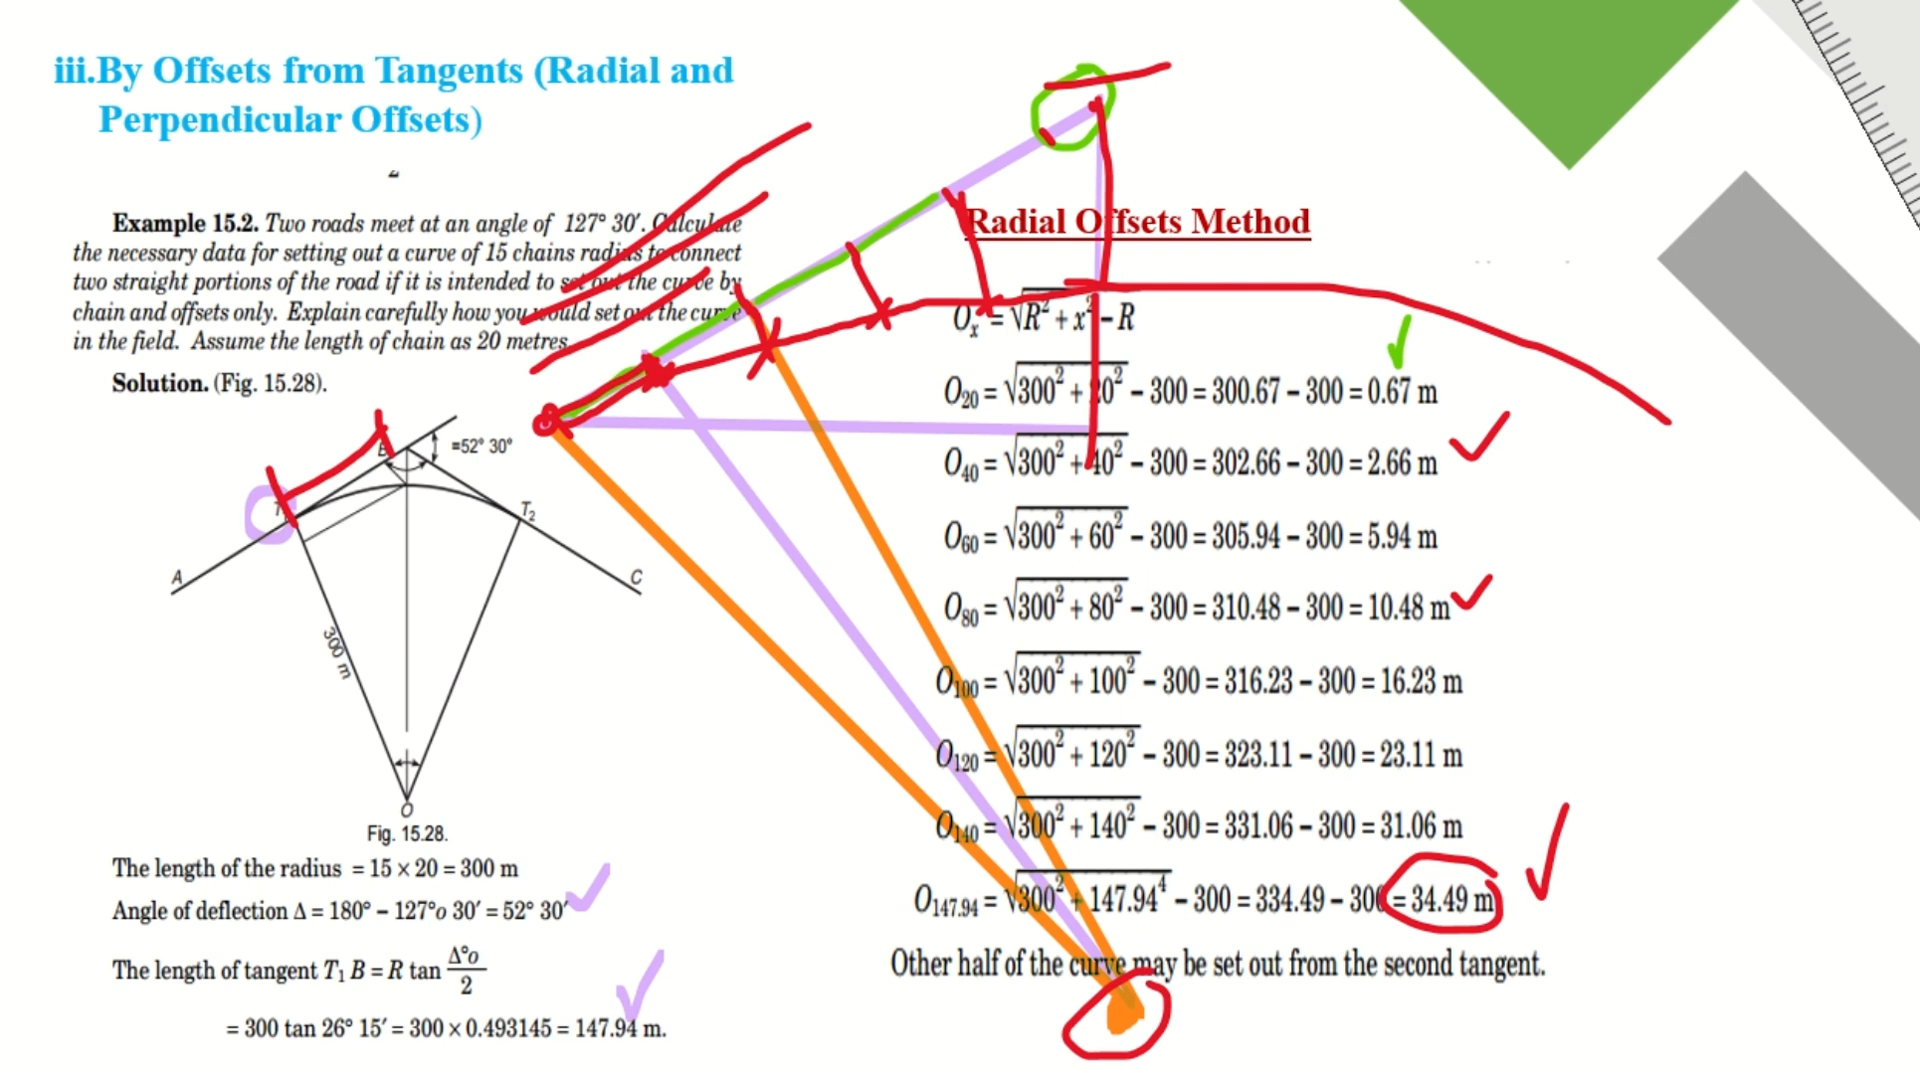 iii.By Offsets from Tangents (Radial and
Perpendicular Offsets)
Example 15.2. Two roads meet at an angle of 127° 30′. Calculate
the necessary data for setting out a curve of 15 chains radius to connect
two straight portions of the road if it is intended to set out the curve by
chain and offsets only. Explain carefully how you would set out the curve
in the field. Assume the length of chain as 20 metres
Solution. (Fig. 15.28).
B
=52° 30°
T₂
A
C
300 m
O
Fig. 15.28.
The length of the radius = 15 × 20 = 300 m
Angle of deflection Δ = 180° – 127°o 30′ = 52° 30′
The length of tangent T₁ B = R tan Δ°o/2
= 300 tan 26° 15′ = 300 × 0.493145 = 147.94 m.
Radial Offsets Method
Oₓ = √R² + x² – R
O₂₀ = √300² + 20² – 300 = 300.67 – 300 = 0.67 m
O₄₀ = √300² + 40² – 300 = 302.66 – 300 = 2.66 m
O₆₀ = √300² + 60² – 300 = 305.94 – 300 = 5.94 m
O₈₀ = √300² + 80² – 300 = 310.48 – 300 = 10.48 m
O₁₀₀ = √300² + 100² – 300 = 316.23 – 300 = 16.23 m
O₁₂₀ = √300² + 120² – 300 = 323.11 – 300 = 23.11 m
O₁₄₀ = √300² + 140² – 300 = 331.06 – 300 = 31.06 m
O₁₄₇.₉₄ = √300² + 147.94⁴ – 300 = 334.49 – 300 = 34.49 m
Other half of the curve may be set out from the second tangent.